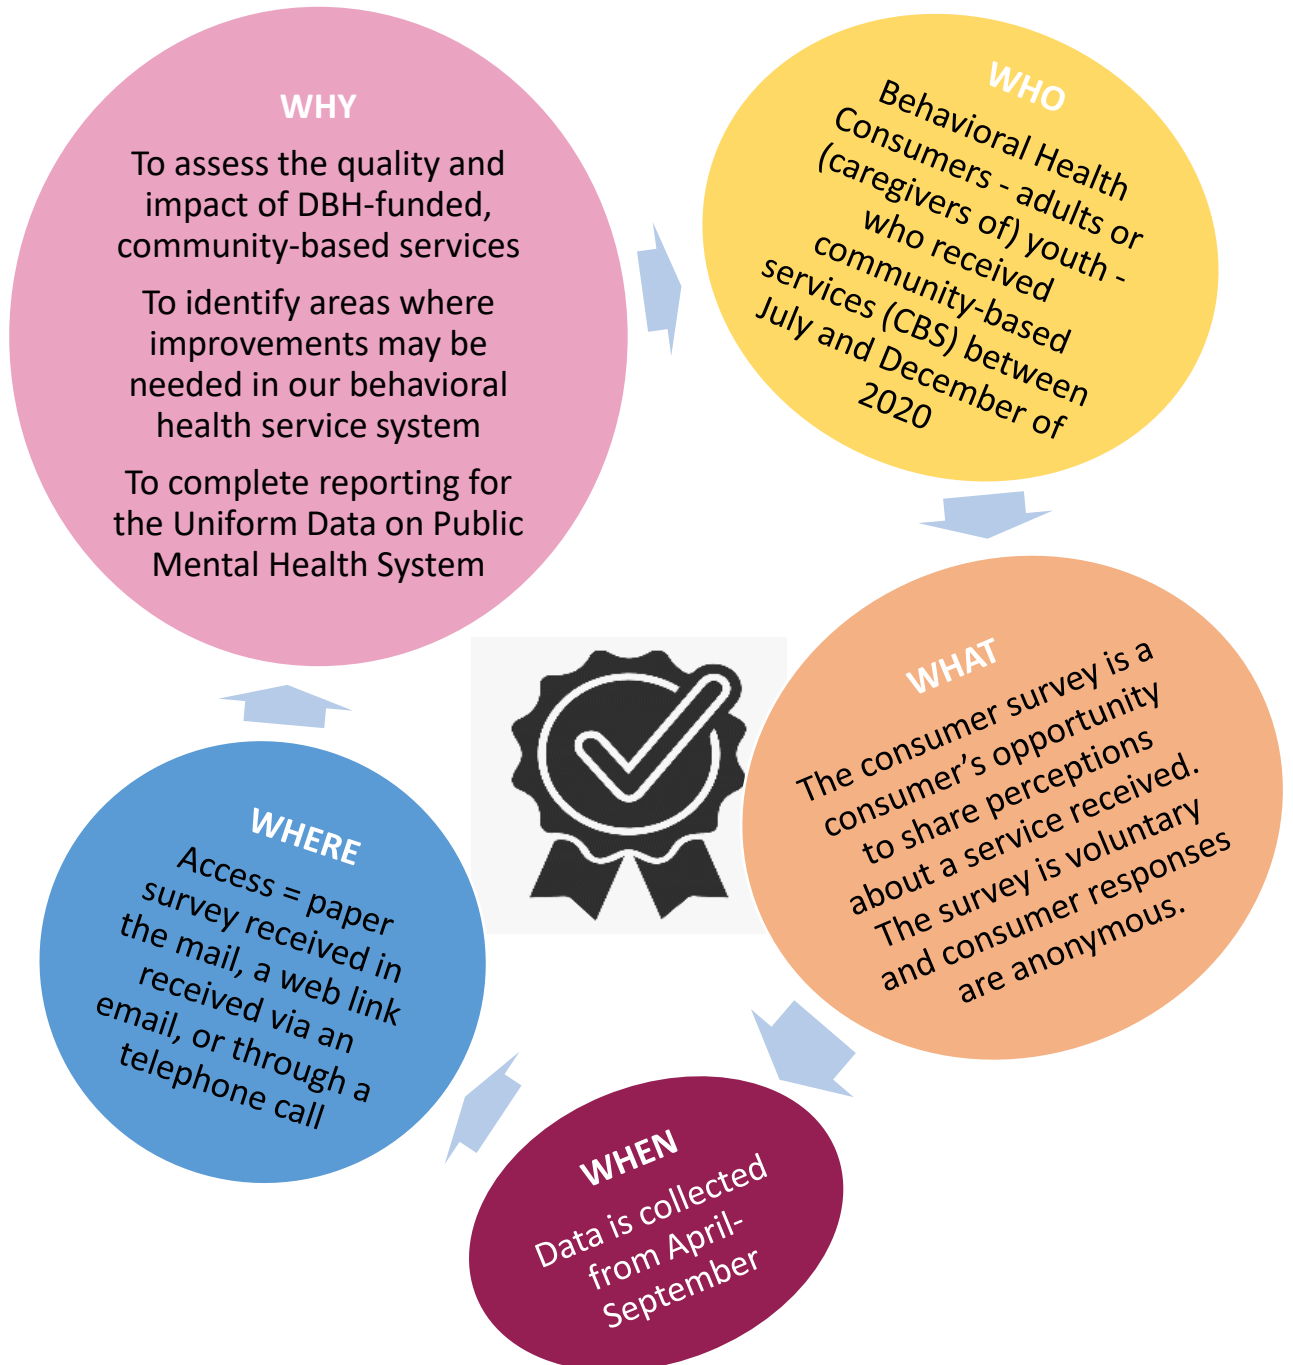 WHY
To assess the quality and
impact of DBH-funded,
community-based services
To identify areas where
improvements may be
needed in our behavioral
health service system
To complete reporting for
the Uniform Data on Public
Mental Health System
WHO
Behavioral Health
Consumers - adults or
(caregivers of) youth -
who received
community-based
services (CBS) between
July and December of
2020
WHAT
The consumer survey is a
consumer’s opportunity
to share perceptions
about a service received.
The survey is voluntary
and consumer responses
are anonymous.
WHEN
Data is collected
from April-
September
WHERE
Access = paper
survey received in
the mail, a web link
received via an
email, or through a
telephone call